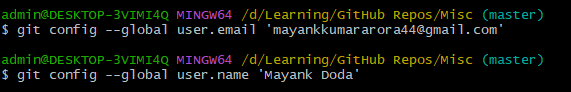 admin@DESKTOP-3VIMI4Q MINGW64 /d/Learning/GitHub Repos/Misc (master)
$ git config --global user.email 'mayankkumararora44@gmail.com'
admin@DESKTOP-3VIMI4Q MINGW64 /d/Learning/GitHub Repos/Misc (master)
$ git config --global user.name 'Mayank Doda'